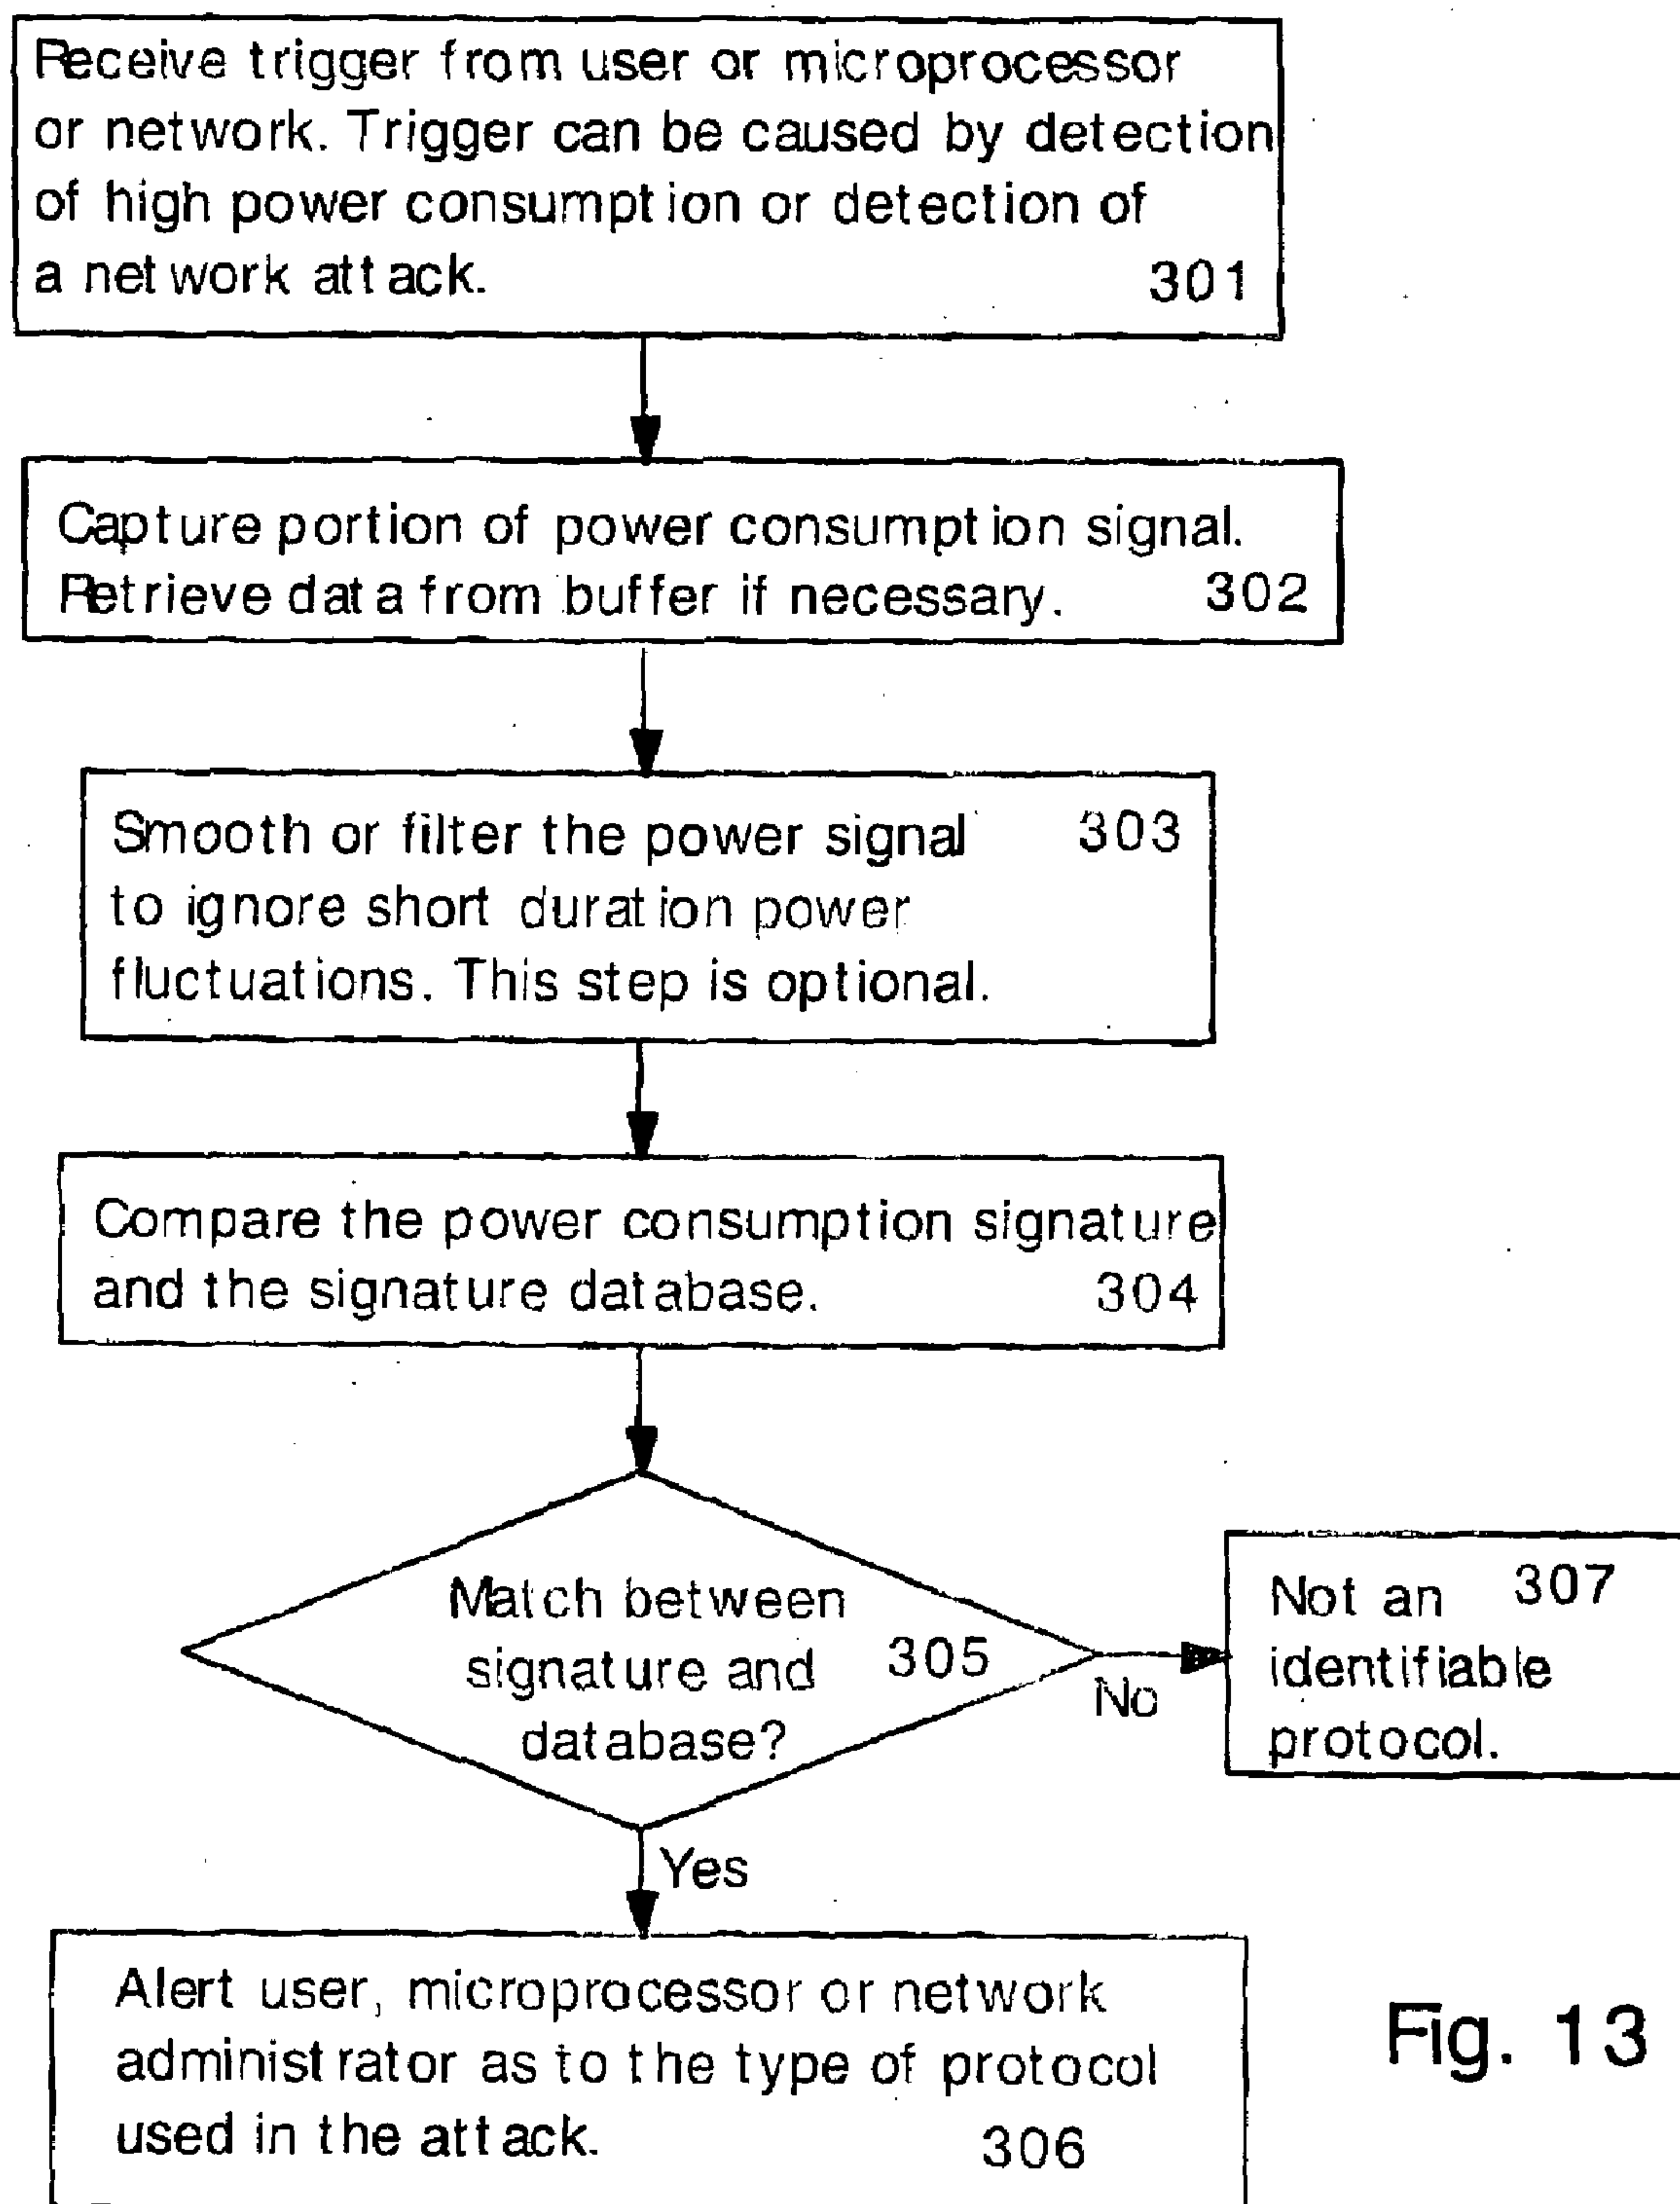 Receive trigger from user or microprocessor
or network. Trigger can be caused by detection
of high power consumption or detection of
a network attack. 301
Capture portion of power consumption signal.
Retrieve data from buffer if necessary. 302
Smooth or filter the power signal 303
to ignore short duration power
fluctuations. This step is optional.
Compare the power consumption signature
and the signature database. 304
Match between
signature and 305
database?
No
Not an 307
identifiable
protocol.
Yes
Alert user, microprocessor or network
administrator as to the type of protocol
used in the attack. 306
Fig. 13